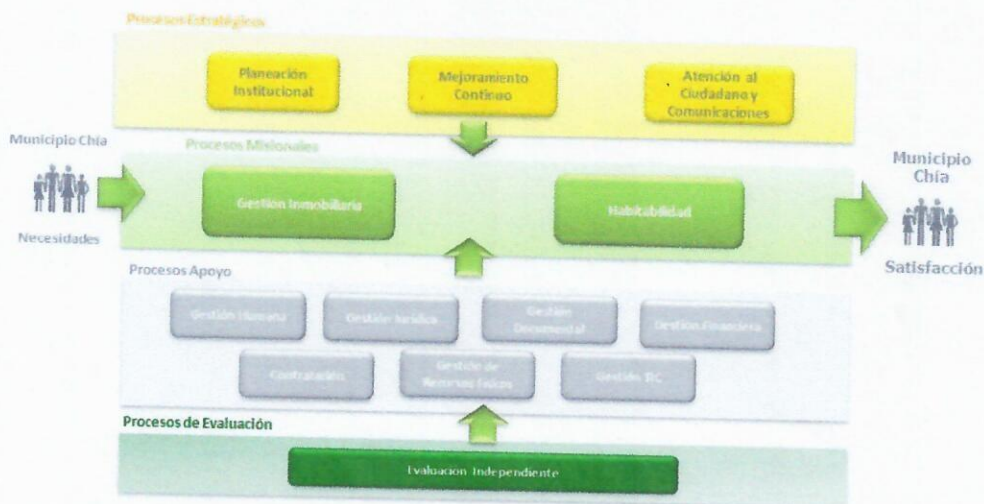 Procesos Estratégicos
Planeación
Institucional
Mejoramiento
Continuo
Atención al
Ciudadano y
Comunicaciones
Municipio Chía
Necesidades
Procesos Misionales
Gestion Inmobiliaria
Habitabilidad
Municipio
Chía
Satisfacción
Procesos Apoyo
Gestión Humana
Gestión Jurídica
Gestión
Documental
Gestión Financiera
Contratación
Gestión de
Recursos Físicos
Gestión TIC
Procesos de Evaluación
Evaluacion Independiente